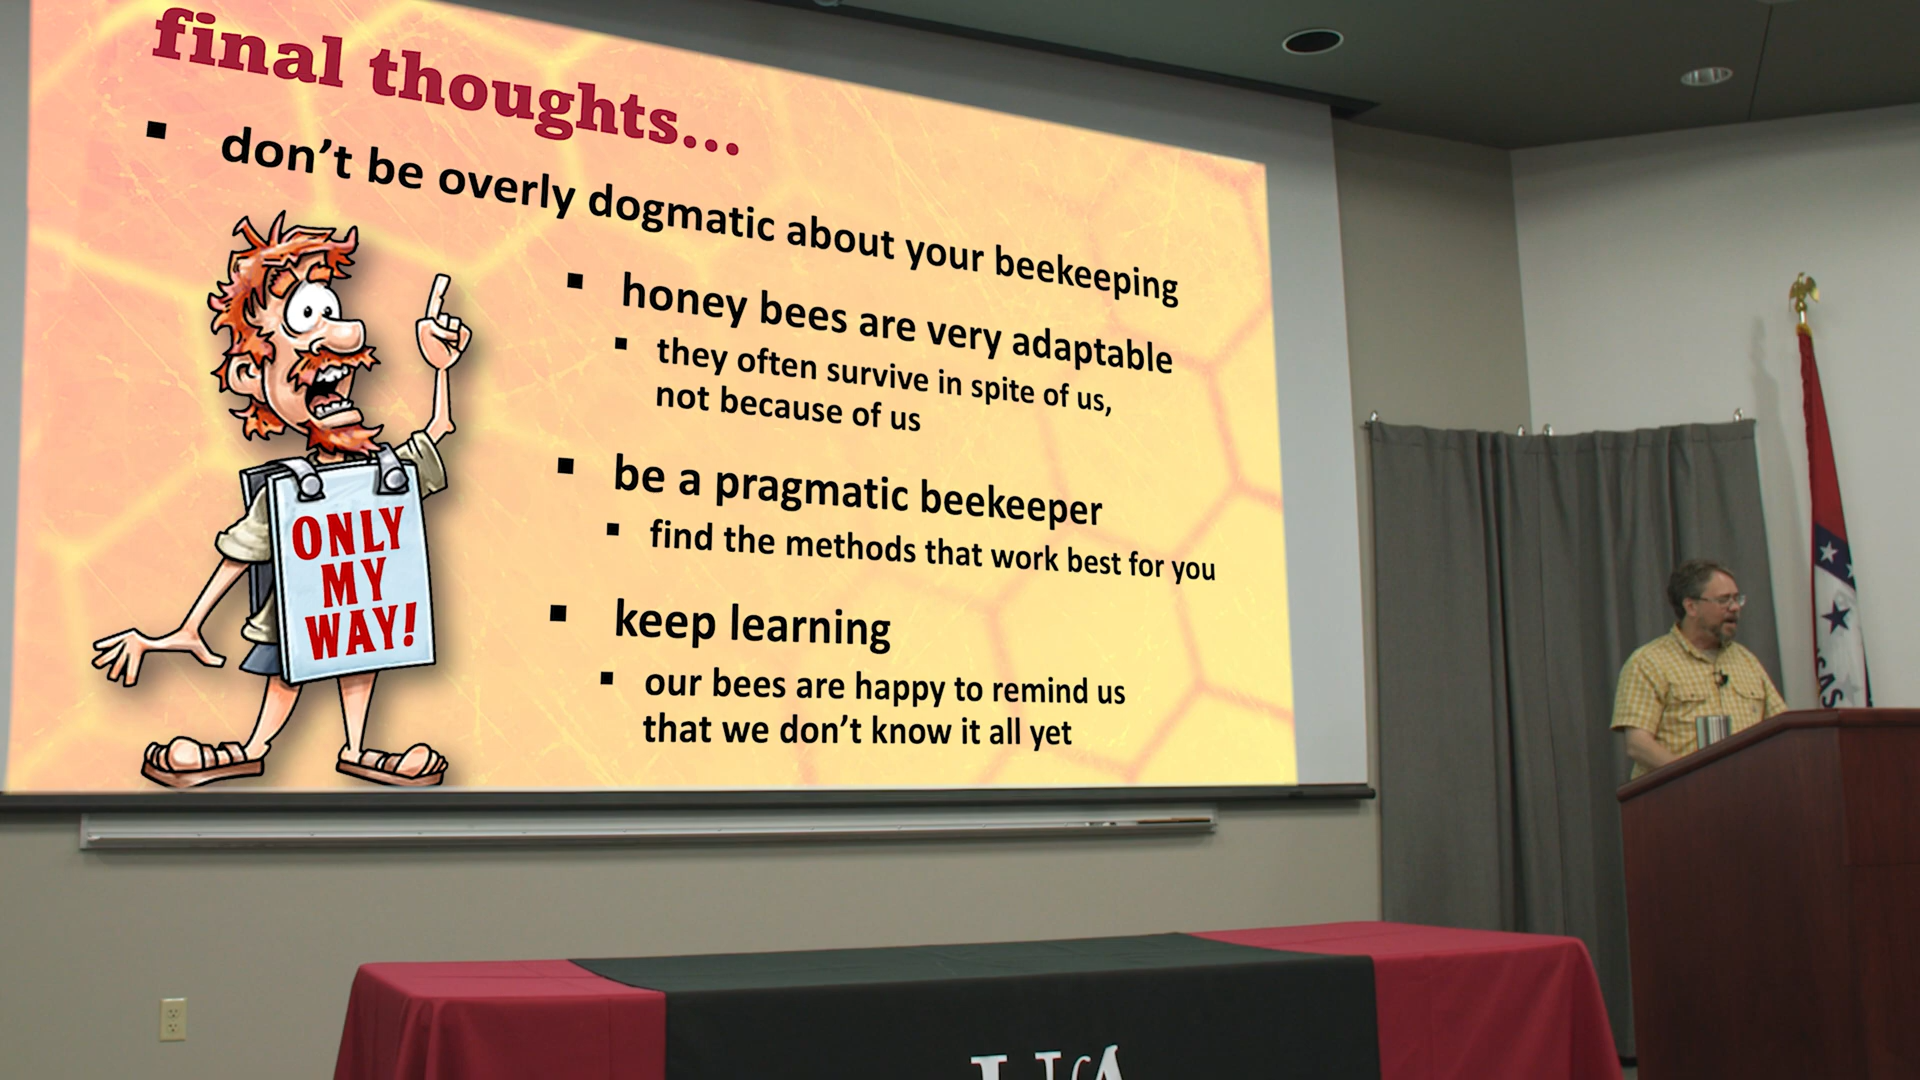 final thoughts...
▪ don't be overly dogmatic about your beekeeping
▪ honey bees are very adaptable
▪ they often survive in spite of us,
not because of us
▪ be a pragmatic beekeeper
▪ find the methods that work best for you
▪ keep learning
▪ our bees are happy to remind us
that we don't know it all yet
ONLY
MY
WAY!